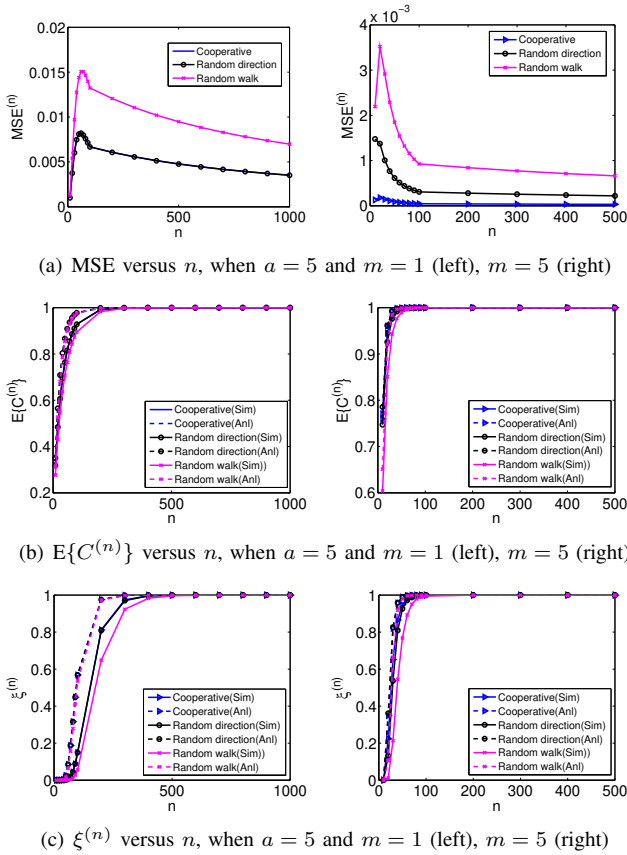 Cooperative
Random direction
Random walk
MSE(n)
0.02
0.015
0.01
0.005
0
0 500 1000
n
x 10^-3
Cooperative
Random direction
Random walk
MSE(n)
4
3
2
1
0
0 100 200 300 400 500
n
(a) MSE versus n, when a = 5 and m = 1 (left), m = 5 (right)
E{C(n)}
1
0.8
0.6
0.4
0.2
Cooperative(Sim)
Cooperative(Anl)
Random direction(Sim)
Random direction(Anl)
Random walk(Sim))
Random walk(Anl)
0 500 1000
n
E{C(n)}
1
0.9
0.8
0.7
0.6
Cooperative(Sim)
Cooperative(Anl)
Random direction(Sim)
Random direction(Anl)
Random walk(Sim))
Random walk(Anl)
0 100 200 300 400 500
n
(b) E{C(n)} versus n, when a = 5 and m = 1 (left), m = 5 (right)
ξ(n)
1
0.8
0.6
0.4
0.2
0
Cooperative(Sim)
Cooperative(Anl)
Random direction(Sim)
Random direction(Anl)
Random walk(Sim))
Random walk(Anl)
0 500 1000
n
ξ(n)
1
0.8
0.6
0.4
0.2
0
Cooperative(Sim)
Cooperative(Anl)
Random direction(Sim)
Random direction(Anl)
Random walk(Sim))
Random walk(Anl)
0 100 200 300 400 500
n
(c) ξ(n) versus n, when a = 5 and m = 1 (left), m = 5 (right)